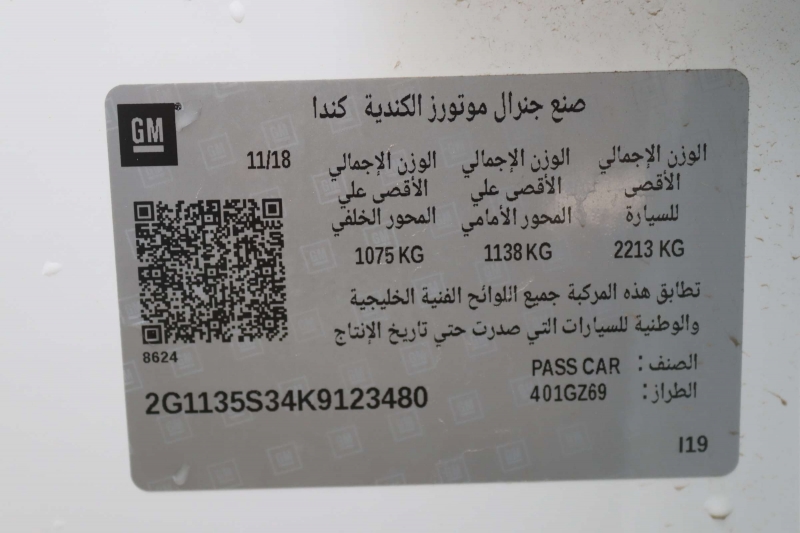 صنع جنرال موتورز الكندية كندا
GM
11/18
الوزن الإجمالي الأقصى للسيارة
2213 KG
الوزن الإجمالي الأقصى علي المحور الأمامي
1138 KG
الوزن الإجمالي الأقصى علي المحور الخلفي
1075 KG
تطابق هذه المركبة جميع اللوائح الفنية الخليجية
والوطنية للسيارات التي صدرت حتي تاريخ الإنتاج
8624
الصنف : PASS CAR
الطراز : 401GZ69
2G1135S34K9123480
I19